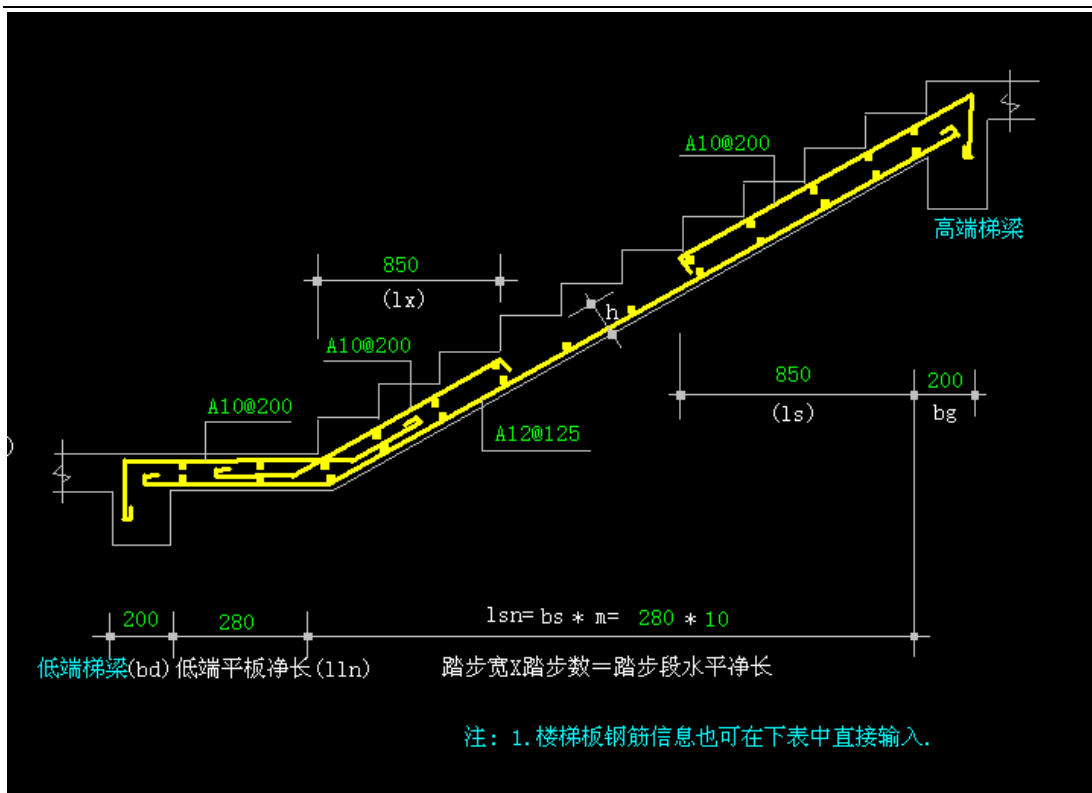 A10@200
高端梯梁
850
(lx)
h
A10@200
850
200
(ls)
bg
A10@200
A12@125
)
200
280
lsn= bs * m= 280 * 10
低端梯梁(bd)
低端平板净长(lln)
踏步宽X踏步数=踏步段水平净长
注: 1.楼梯板钢筋信息也可在下表中直接输入.